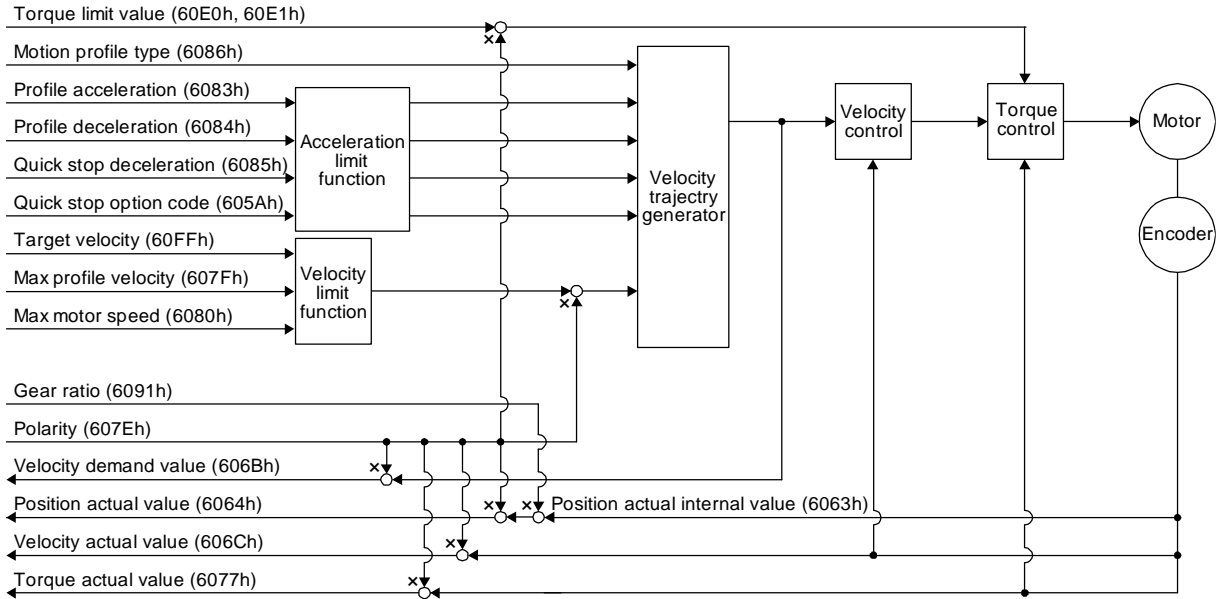 Torque limit value (60E0h, 60E1h)
×
Motion profile type (6086h)
Profile acceleration (6083h)
Profile deceleration (6084h)
Quick stop deceleration (6085h)
Quick stop option code (605Ah)
Acceleration
limit
function
Target velocity (60FFh)
Max profile velocity (607Fh)
Max motor speed (6080h)
Velocity
limit
function
×
Velocity
trajectry
generator
Velocity
control
Torque
control
Motor
Encoder
Gear ratio (6091h)
Polarity (607Eh)
Velocity demand value (606Bh)
×
Position actual value (6064h)
×
×
Position actual internal value (6063h)
Velocity actual value (606Ch)
×
Torque actual value (6077h)
×